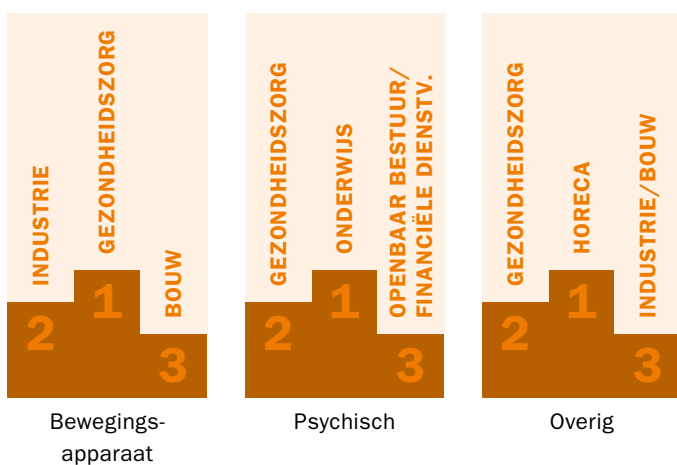 INDUSTRIE
2
GEZONDHEIDSZORG
1
BOUW
3
Bewegings-
apparaat
GEZONDHEIDSZORG
2
ONDERWIJS
1
OPENBAAR BESTUUR/
FINANCIËLE DIENSTV.
3
Psychisch
GEZONDHEIDSZORG
2
HORECA
1
INDUSTRIE/BOUW
3
Overig